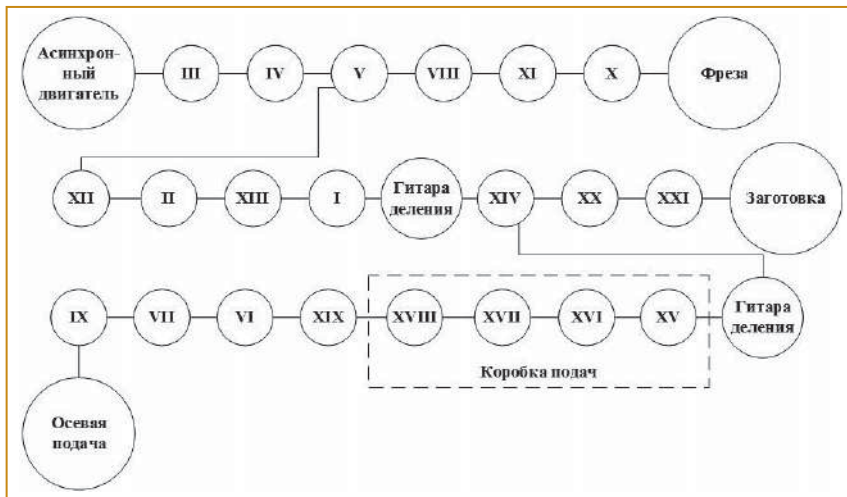 Асинхрон-
ный
двигатель
III IV V VIII XI X
Фреза
XII II XIII I
Гитара
деления
XIV XX XXI
Заготовка
IX VII VI XIX XVIII XVII XVI XV
Гитара
деления
Коробка подач
Осевая
подача